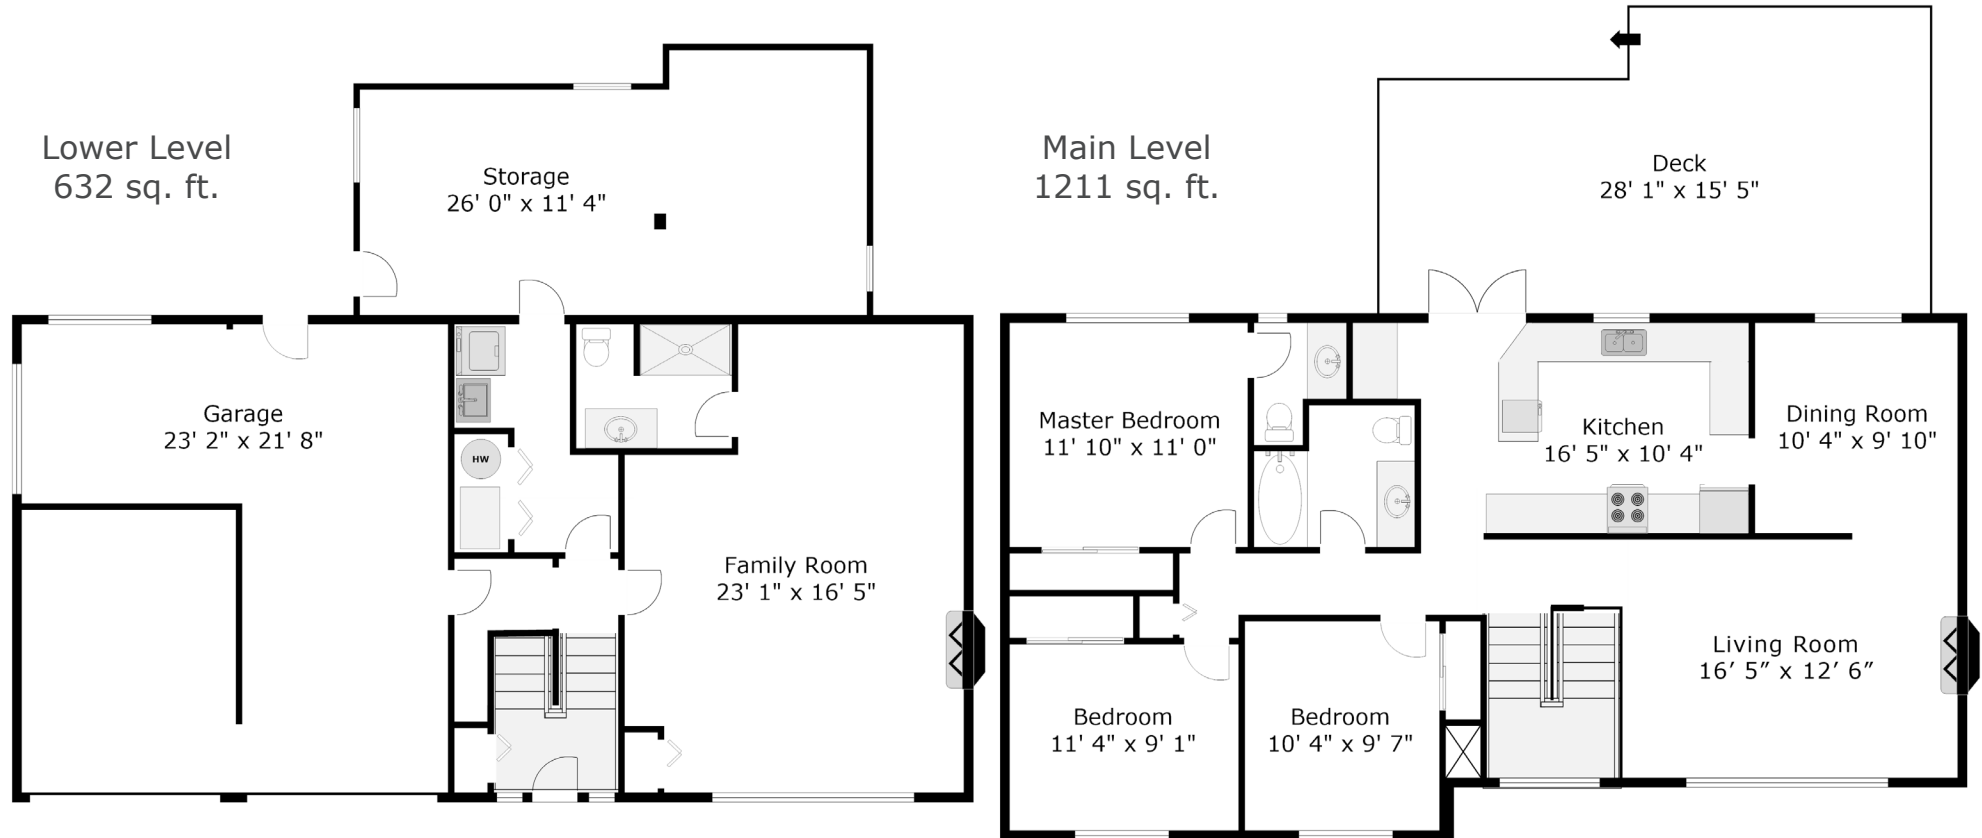 Lower Level
632 sq. ft.
Storage
26' 0" x 11' 4"
Garage
23' 2" x 21' 8"
HW
Family Room
23' 1" x 16' 5"
Main Level
1211 sq. ft.
Deck
28' 1" x 15' 5"
Master Bedroom
11' 10" x 11' 0"
Kitchen
16' 5" x 10' 4"
Dining Room
10' 4" x 9' 10"
Living Room
16’ 5” x 12’ 6”
Bedroom
11' 4" x 9' 1"
Bedroom
10' 4" x 9' 7"